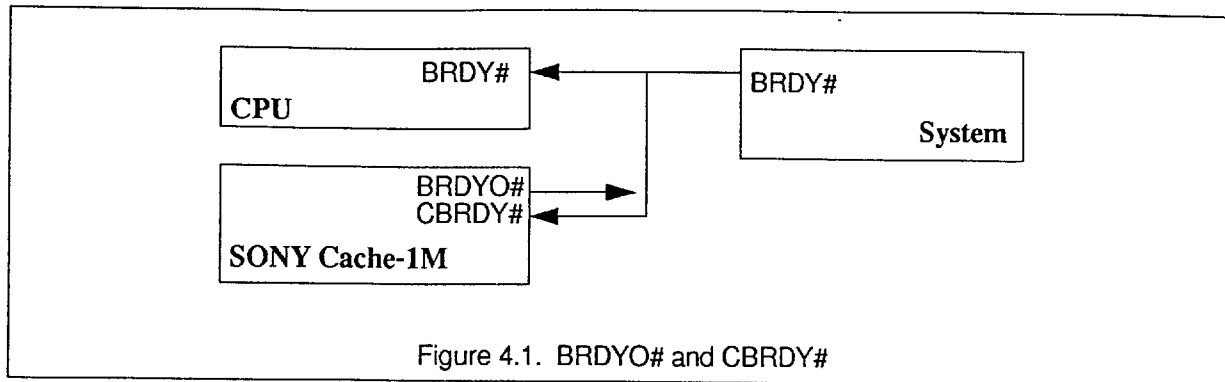 BRDY#
CPU
BRDY#
System
BRDYO#
CBRDY#
SONY Cache-1M
Figure 4.1. BRDYO# and CBRDY#